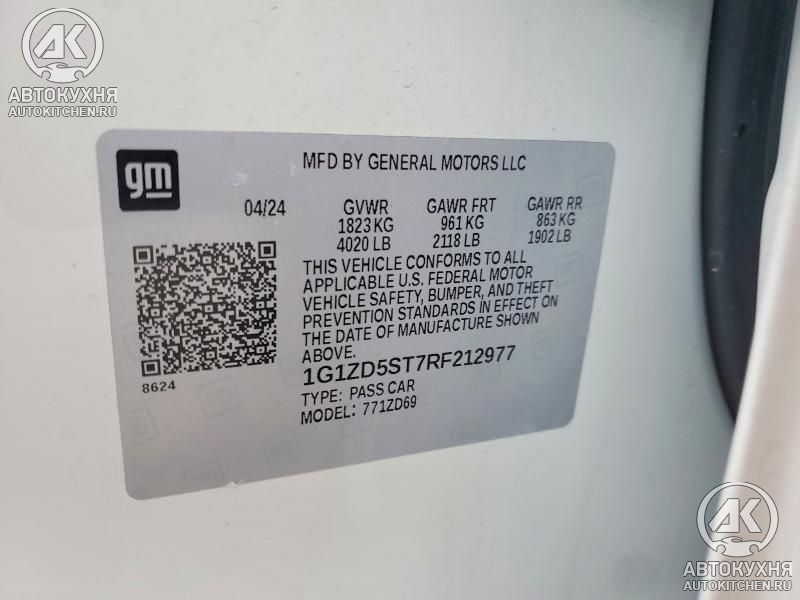 AK
АВТОКУХНЯ
AUTOKITCHEN.RU
gm
MFD BY GENERAL MOTORS LLC
04/24 GVWR GAWR FRT GAWR RR
1823 KG 961 KG 863 KG
4020 LB 2118 LB 1902 LB
THIS VEHICLE CONFORMS TO ALL
APPLICABLE U.S. FEDERAL MOTOR
VEHICLE SAFETY, BUMPER, AND THEFT
PREVENTION STANDARDS IN EFFECT ON
THE DATE OF MANUFACTURE SHOWN
ABOVE.
8624
1G1ZD5ST7RF212977
TYPE: PASS CAR
MODEL: 771ZD69
AK
АВТОКУХНЯ
AUTOKITCHEN.RU